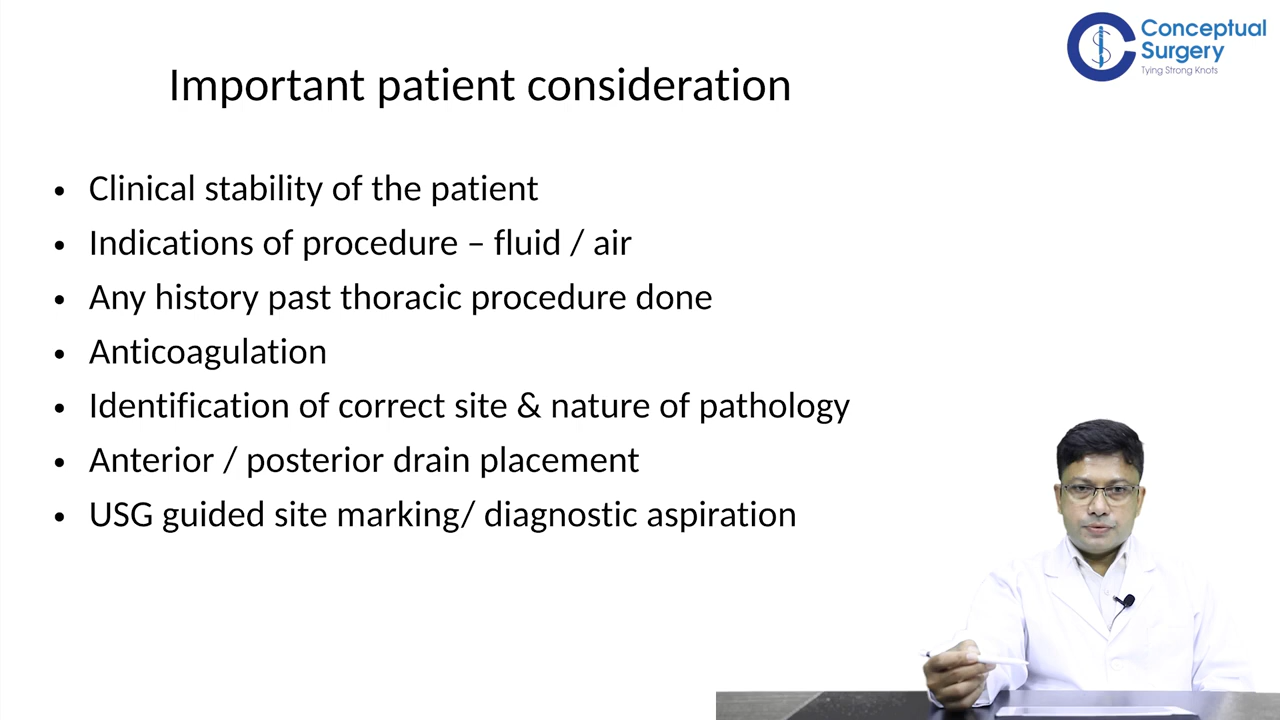 Conceptual
Surgery
Tying Strong Knots
Important patient consideration
• Clinical stability of the patient
• Indications of procedure – fluid / air
• Any history past thoracic procedure done
• Anticoagulation
• Identification of correct site & nature of pathology
• Anterior / posterior drain placement
• USG guided site marking/ diagnostic aspiration